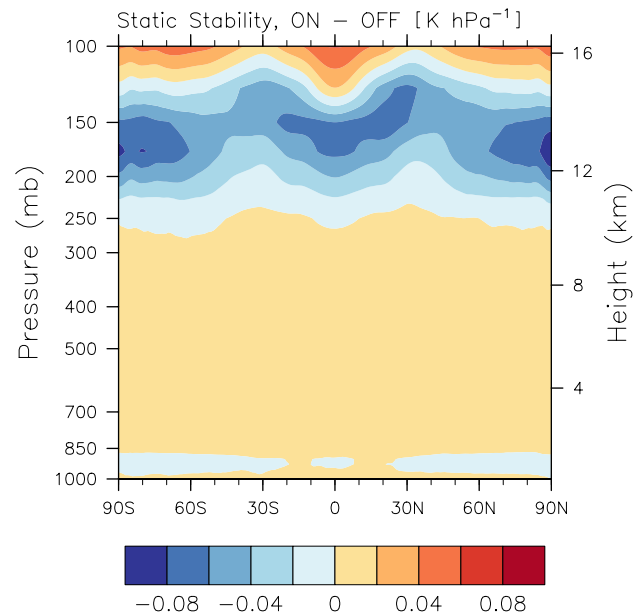 Static Stability, ON − OFF [K hPa⁻¹]
100
150
200
250
300
400
500
700
850
1000
Pressure (mb)
16
12
8
4
Height (km)
90S 60S 30S 0 30N 60N 90N
−0.08 −0.04 0 0.04 0.08